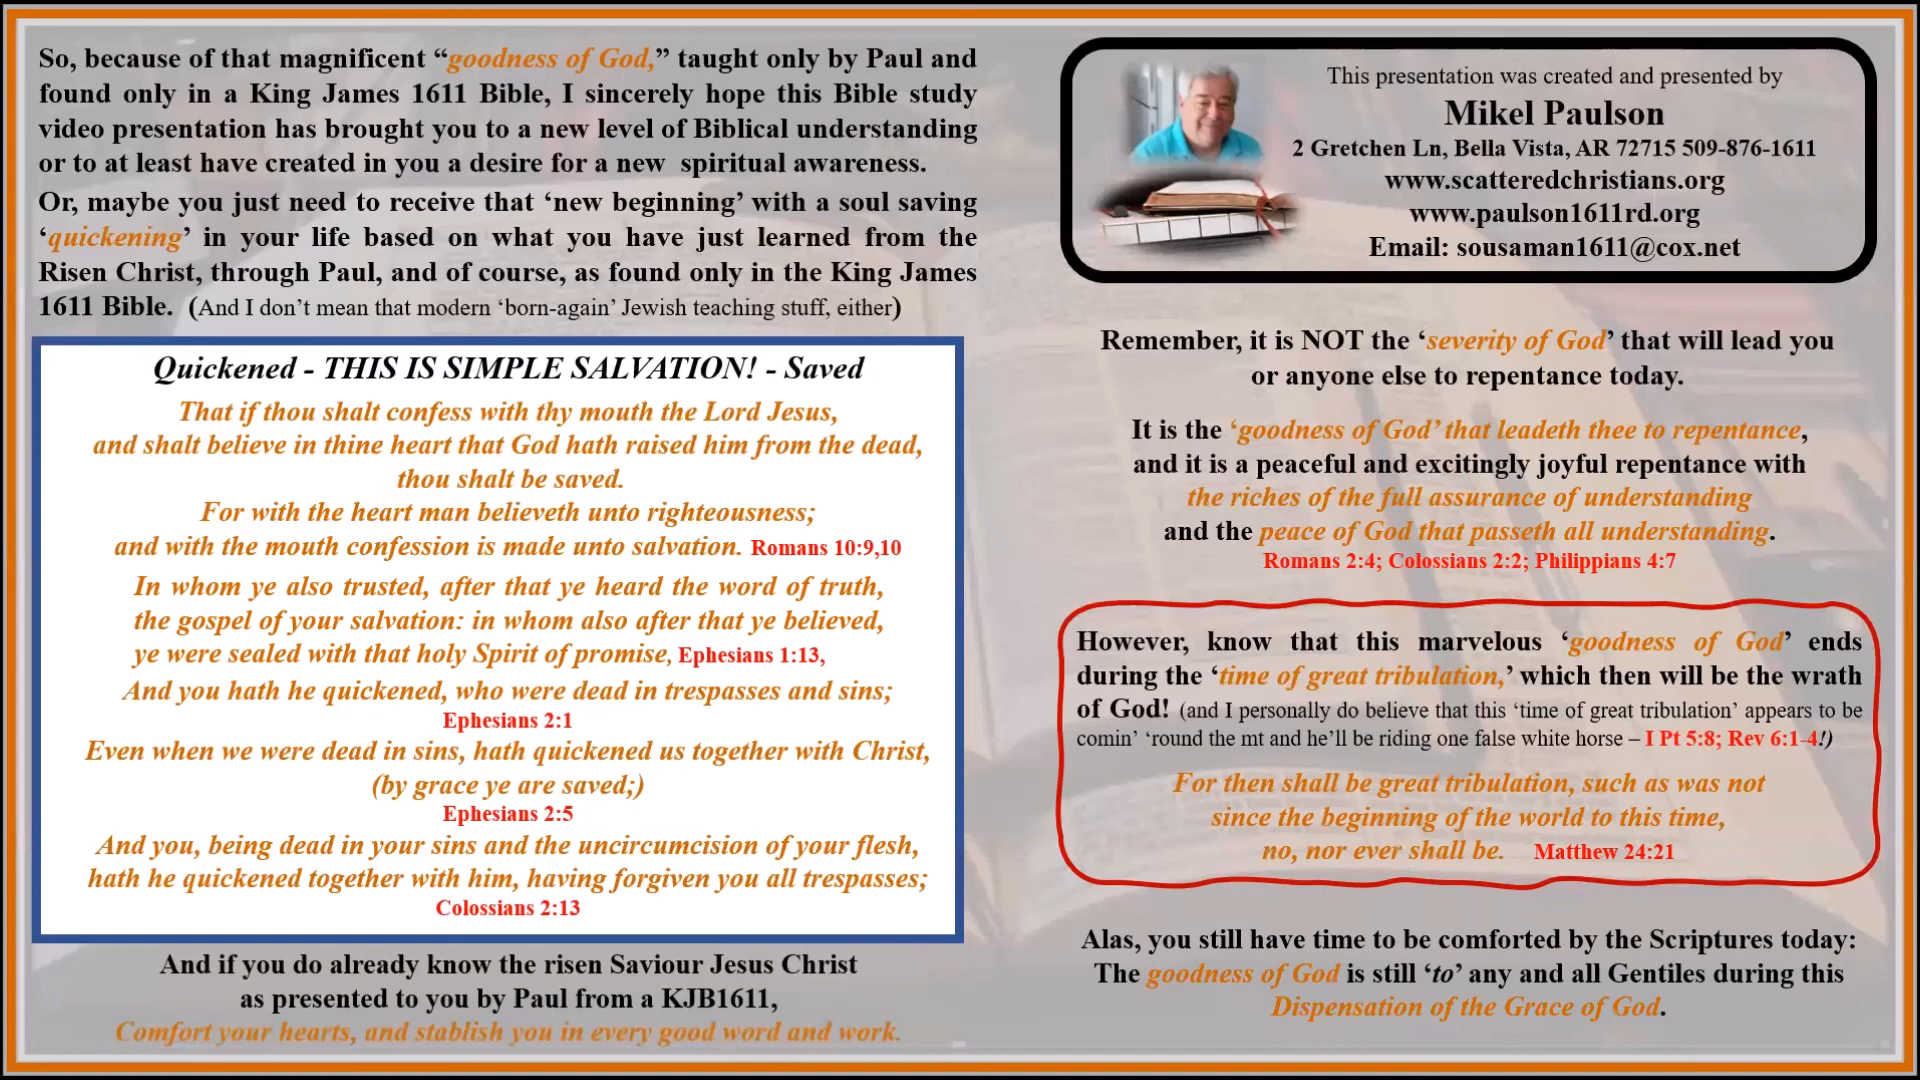 So, because of that magnificent “goodness of God,” taught only by Paul and
found only in a King James 1611 Bible, I sincerely hope this Bible study
video presentation has brought you to a new level of Biblical understanding
or to at least have created in you a desire for a new spiritual awareness.
Or, maybe you just need to receive that ‘new beginning’ with a soul saving
‘quickening’ in your life based on what you have just learned from the
Risen Christ, through Paul, and of course, as found only in the King James
1611 Bible. (And I don’t mean that modern ‘born-again’ Jewish teaching stuff, either)
Quickened - THIS IS SIMPLE SALVATION! - Saved
That if thou shalt confess with thy mouth the Lord Jesus,
and shalt believe in thine heart that God hath raised him from the dead,
thou shalt be saved.
For with the heart man believeth unto righteousness;
and with the mouth confession is made unto salvation. Romans 10:9,10
In whom ye also trusted, after that ye heard the word of truth,
the gospel of your salvation: in whom also after that ye believed,
ye were sealed with that holy Spirit of promise, Ephesians 1:13,
And you hath he quickened, who were dead in trespasses and sins;
Ephesians 2:1
Even when we were dead in sins, hath quickened us together with Christ,
(by grace ye are saved;)
Ephesians 2:5
And you, being dead in your sins and the uncircumcision of your flesh,
hath he quickened together with him, having forgiven you all trespasses;
Colossians 2:13
And if you do already know the risen Saviour Jesus Christ
as presented to you by Paul from a KJB1611,
Comfort your hearts, and stablish you in every good word and work.
This presentation was created and presented by
Mikel Paulson
2 Gretchen Ln, Bella Vista, AR 72715 509-876-1611
www.scatteredchristians.org
www.paulson1611rd.org
Email: sousaman1611@cox.net
Remember, it is NOT the ‘severity of God’ that will lead you
or anyone else to repentance today.
It is the ‘goodness of God’ that leadeth thee to repentance,
and it is a peaceful and excitingly joyful repentance with
the riches of the full assurance of understanding
and the peace of God that passeth all understanding.
Romans 2:4; Colossians 2:2; Philippians 4:7
However, know that this marvelous ‘goodness of God’ ends
during the ‘time of great tribulation,’ which then will be the wrath
of God! (and I personally do believe that this ‘time of great tribulation’ appears to be
comin’ ‘round the mt and he’ll be riding one false white horse – I Pt 5:8; Rev 6:1-4!)
For then shall be great tribulation, such as was not
since the beginning of the world to this time,
no, nor ever shall be. Matthew 24:21
Alas, you still have time to be comforted by the Scriptures today:
The goodness of God is still ‘to’ any and all Gentiles during this
Dispensation of the Grace of God.